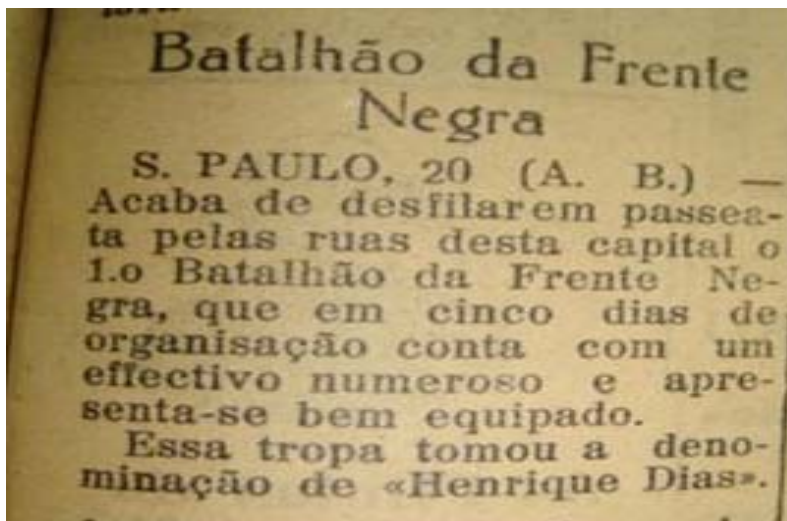 Batalhão da Frente
Negra
S. PAULO, 20 (A. B.) —
Acaba de desfilarem passea-
ta pelas ruas desta capital o
1.o Batalhão da Frente Ne-
gra, que em cinco dias de
organisação conta com um
effectivo numeroso e apre-
senta-se bem equipado.
Essa tropa tomou a deno-
minação de «Henrique Dias».